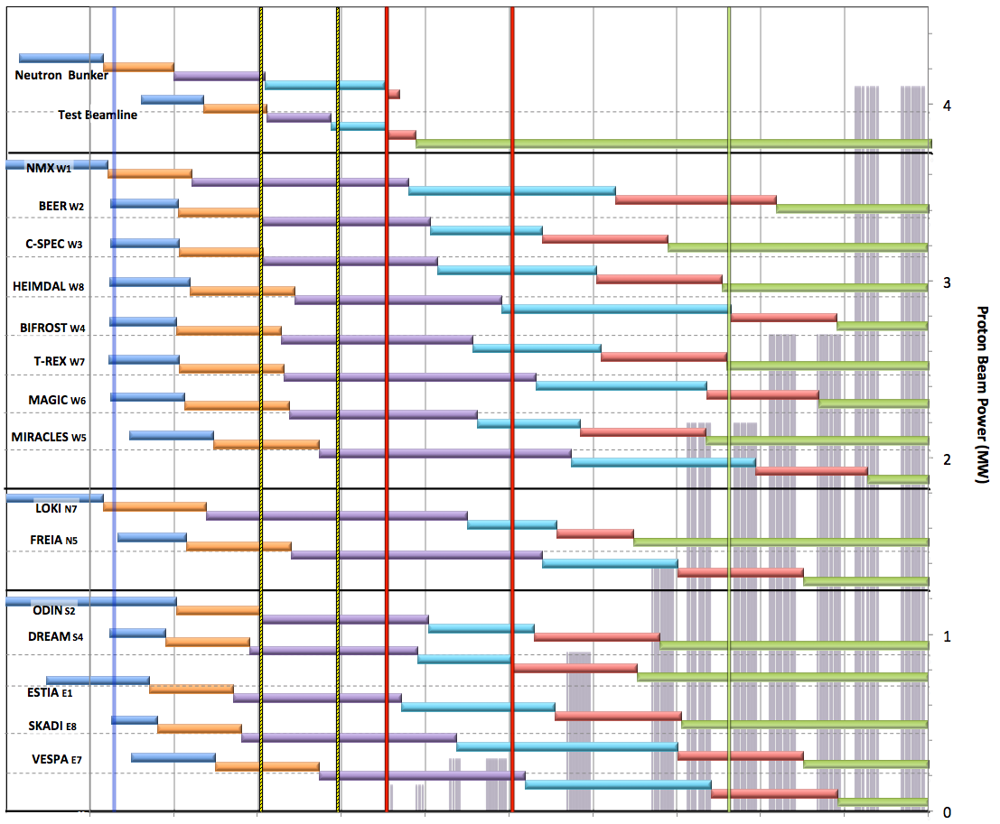 Neutron Bunker
Test Beamline
4
NMX W1
BEER W2
C-SPEC W3
HEIMDAL W8
3
BIFROST W4
T-REX W7
MAGIC W6
MIRACLES W5
2
LOKI N7
FREIA N5
ODIN S2
DREAM S4
1
ESTIA E1
SKADI E8
VESPA E7
0
Proton Beam Power (MW)